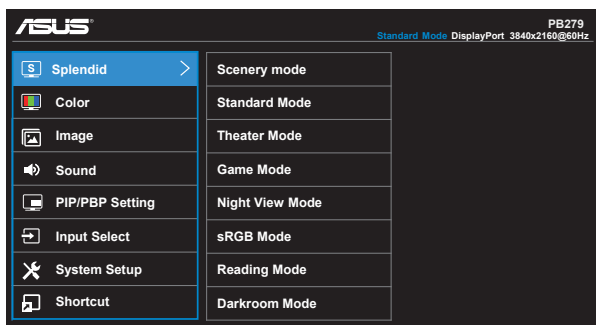 ASUS
PB279
Standard Mode DisplayPort 3840x2160@60Hz
S Splendid
Color
Image
Sound
PIP/PBP Setting
Input Select
System Setup
Shortcut
Scenery mode
Standard Mode
Theater Mode
Game Mode
Night View Mode
sRGB Mode
Reading Mode
Darkroom Mode